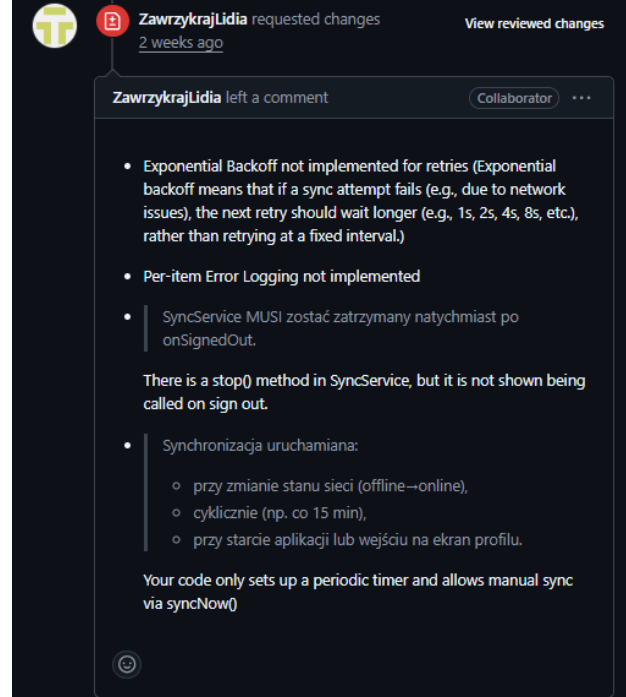 ZawrzykrajLidia requested changes
View reviewed changes
2 weeks ago
ZawrzykrajLidia left a comment
Collaborator
Exponential Backoff not implemented for retries (Exponential
backoff means that if a sync attempt fails (e.g., due to network
issues), the next retry should wait longer (e.g., 1s, 2s, 4s, 8s, etc.),
rather than retrying at a fixed interval.)
Per-item Error Logging not implemented
SyncService MUSI zostać zatrzymany natychmiast po
onSignedOut.
There is a stop() method in SyncService, but it is not shown being
called on sign out.
Synchronizacja uruchamiana:
przy zmianie stanu sieci (offline→online),
cyklicznie (np. co 15 min),
przy starcie aplikacji lub wejściu na ekran profilu.
Your code only sets up a periodic timer and allows manual sync
via syncNow()